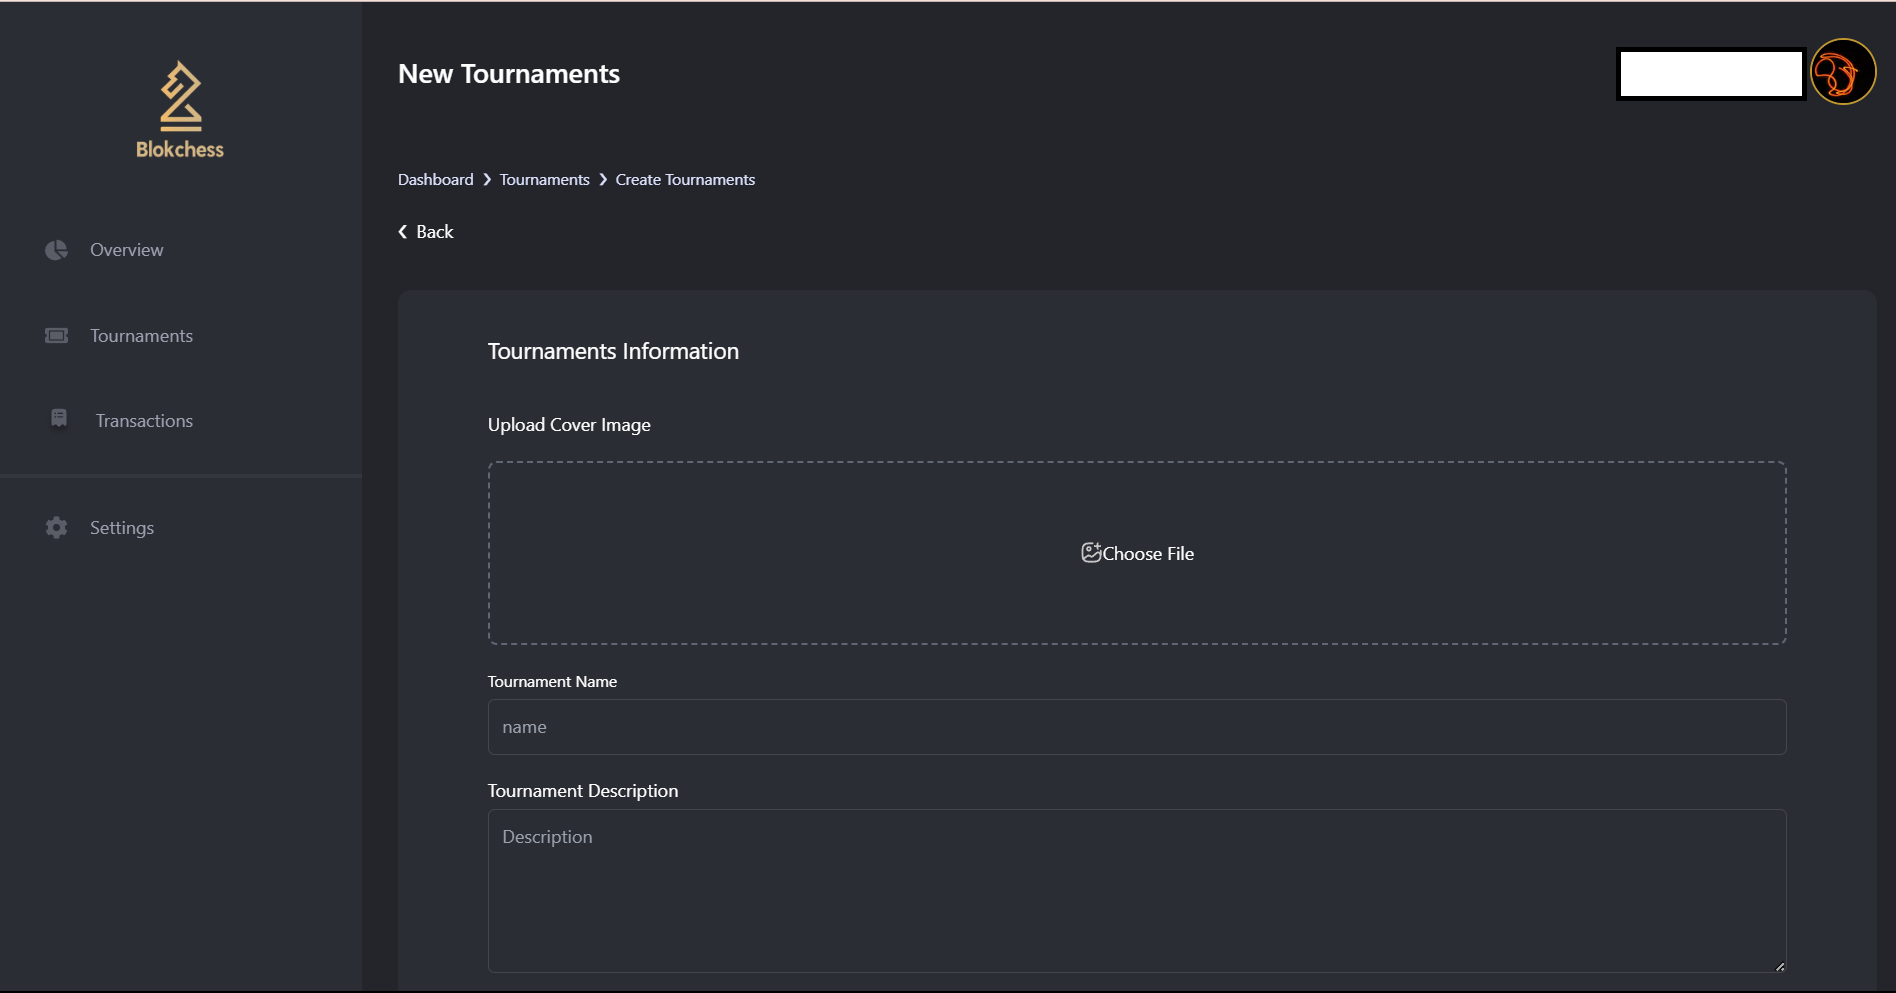 Blokchess
Overview
Tournaments
Transactions
Settings
New Tournaments
Dashboard > Tournaments > Create Tournaments
Back
Tournaments Information
Upload Cover Image
Choose File
Tournament Name
name
Tournament Description
Description